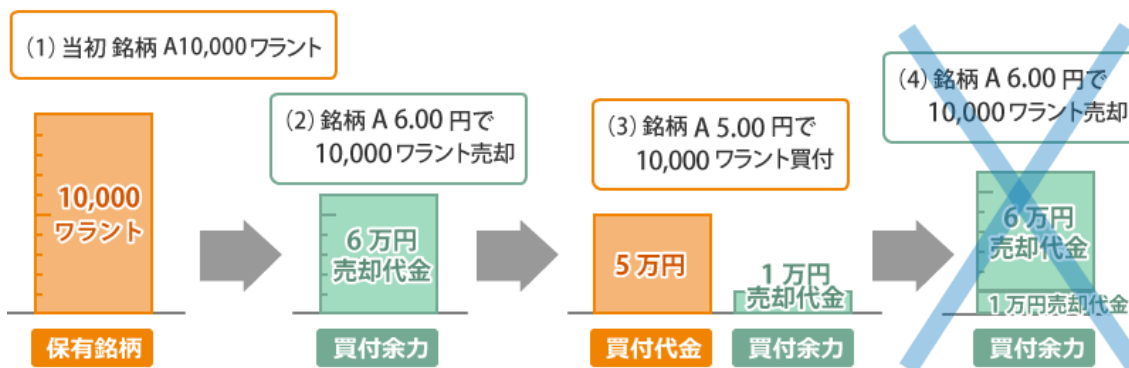 (1) 当初 銘柄 A10,000ワラント
(2) 銘柄 A 6.00 円で
10,000 ワラント売却
(3) 銘柄 A 5.00 円で
10,000 ワラント買付
(4) 銘柄 A 6.00 円で
10,000 ワラント売却
10,000
ワラント
6 万円
売却代金
5 万円
1 万円
売却代金
6 万円
売却代金
1 万円売却代金
保有銘柄
買付余力
買付代金
買付余力
買付余力